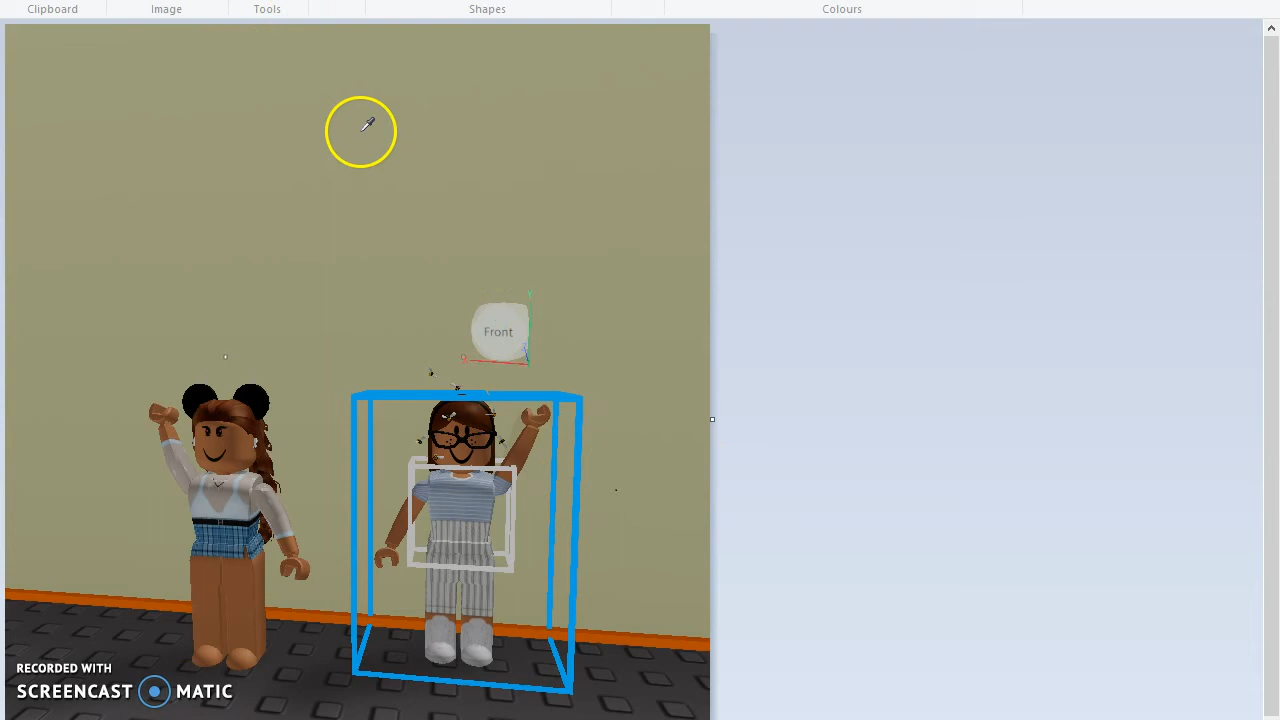 Clipboard
Image
Tools
Shapes
Colours
Y
Front
RECORDED WITH
SCREENCAST MATIC